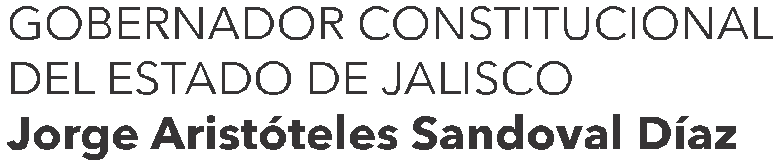 GOBERNADOR CONSTITUCIONAL
DEL ESTADO DE JALISCO
Jorge Aristóteles Sandoval Díaz